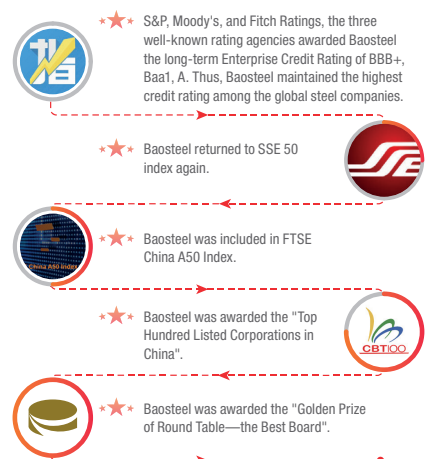 S&P, Moody's, and Fitch Ratings, the three
well-known rating agencies awarded Baosteel
the long-term Enterprise Credit Rating of BBB+,
Baa1, A. Thus, Baosteel maintained the highest
credit rating among the global steel companies.
指
Baosteel returned to SSE 50
index again.
SSE
Baosteel was included in FTSE
China A50 Index.
China A50 Index
Baosteel was awarded the "Top
Hundred Listed Corporations in
China".
CBT100
Baosteel was awarded the "Golden Prize
of Round Table—the Best Board".